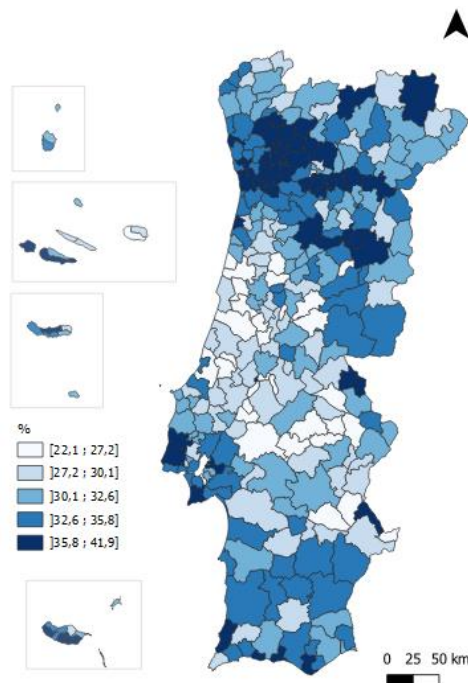 %
[22,1 ; 27,2]
]27,2 ; 30,1]
]30,1 ; 32,6]
]32,6 ; 35,8]
]35,8 ; 41,9]
0 25 50 km